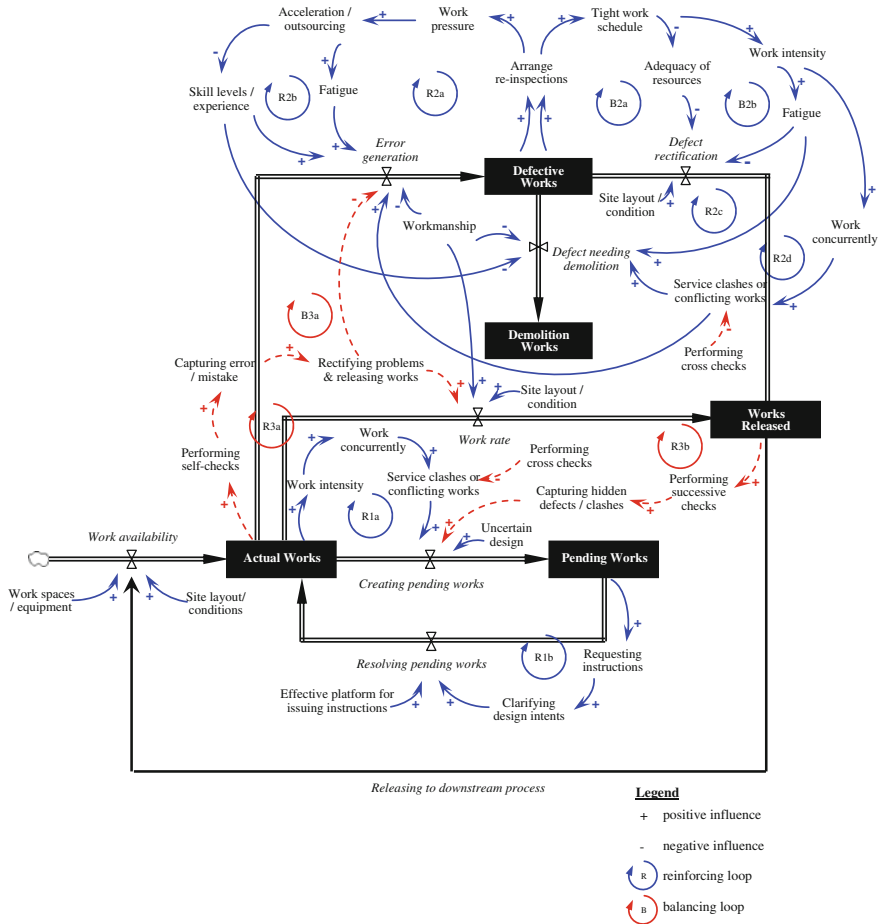 Acceleration /
outsourcing
Work
pressure
Tight work
schedule
Work intensity
Arrange
re-inspections
Adequacy of
resources
Skill levels /
experience
R2b
Fatigue
R2a
B2a
B2b
Fatigue
Error
generation
Defect
rectification
Defective
Works
Site layout /
condition
R2c
Workmanship
Work
concurrently
Defect needing
demolition
R2d
Service clashes or
conflicting works
B3a
Demolition
Works
Performing
cross checks
Capturing error
/ mistake
Rectifying problems
& releasing works
Site layout /
condition
Works
Released
R3a
Work
concurrently
Work rate
R3b
Performing
self-checks
Performing
cross checks
Work intensity
Service clashes or
conflicting works
Performing
successive
checks
Capturing hidden
defects / clashes
R1a
Uncertain
design
Work availability
Actual Works
Pending Works
Creating pending works
Work spaces
/ equipment
Site layout/
conditions
Resolving pending works
R1b
Requesting
instructions
Effective platform for
issuing instructions
Clarifying
design intents
Releasing to downstream process
Legend
+ positive influence
- negative influence
R reinforcing loop
B balancing loop